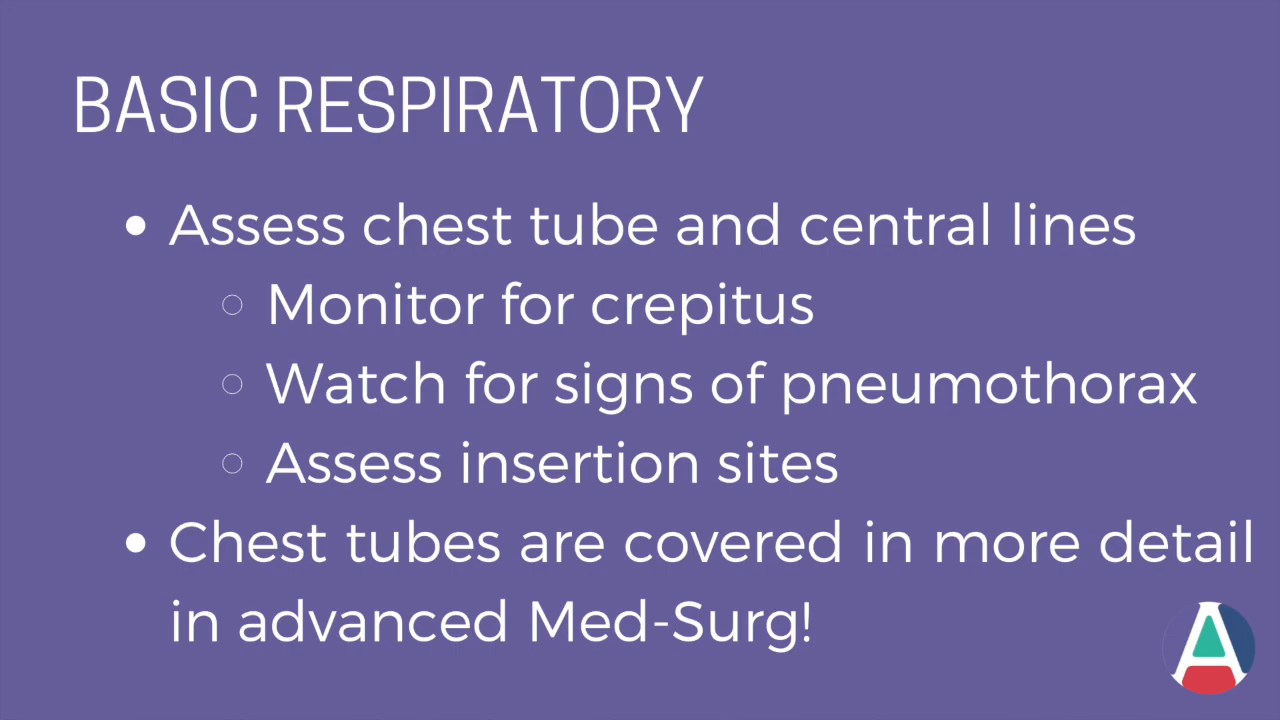 BASIC RESPIRATORY
• Assess chest tube and central lines
○ Monitor for crepitus
○ Watch for signs of pneumothorax
○ Assess insertion sites
• Chest tubes are covered in more detail
in advanced Med-Surg!
A